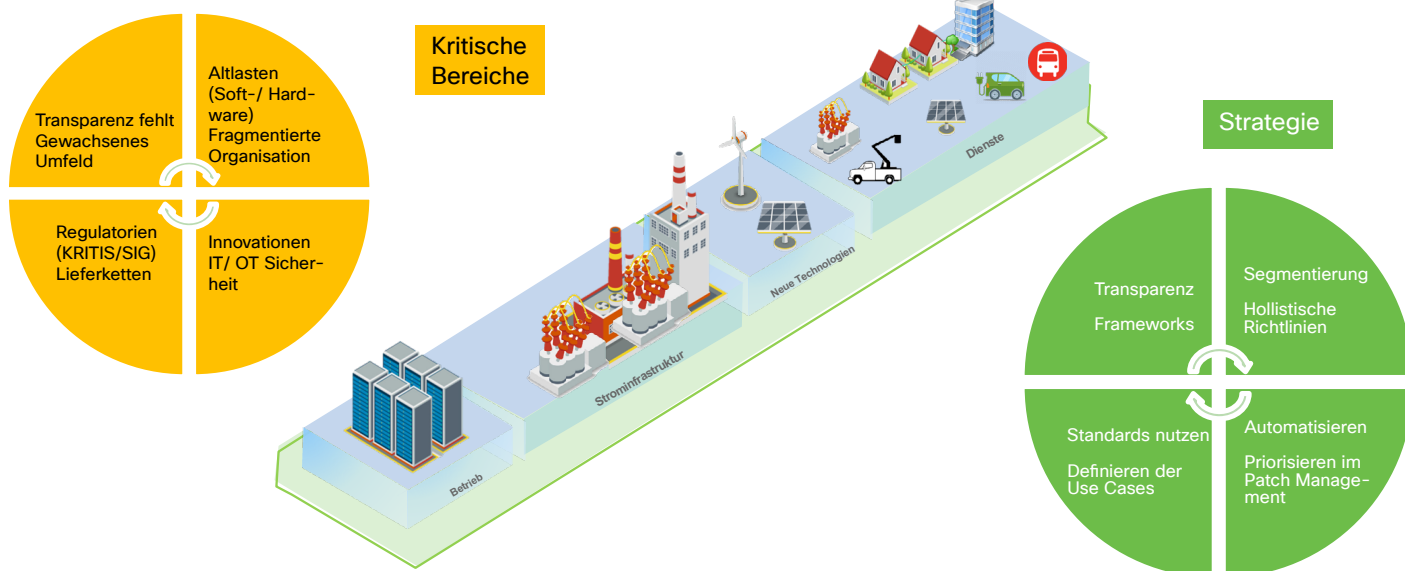 Kritische
Bereiche
Transparenz fehlt
Gewachsenes
Umfeld
Altlasten
(Soft-/ Hard-
ware)
Fragmentierte
Organisation
Regulatorien
(KRITIS/SIG)
Lieferketten
Innovationen
IT/ OT Sicher-
heit
Betrieb
Strominfrastruktur
Neue Technologien
Dienste
Strategie
Transparenz
Frameworks
Segmentierung
Hollistische
Richtlinien
Standards nutzen
Definieren der
Use Cases
Automatisieren
Priorisieren im
Patch Manage-
ment